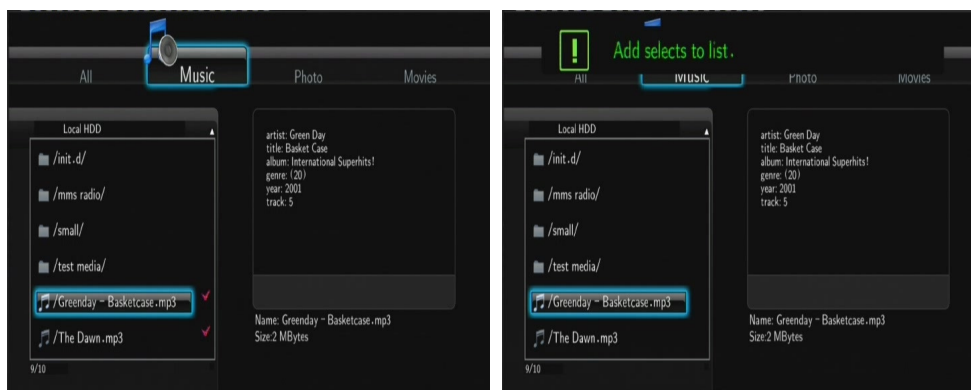 All
Music
Photo
Movies
Local HDD
/init.d/
/mms radio/
/small/
/test media/
/Greenday - Basketcase.mp3
/The Dawn.mp3
9/10
artist: Green Day
title: Basket Case
album: International Superhits!
genre: (20)
year: 2001
track: 5
Name: Greenday - Basketcase.mp3
Size:2 MBytes
! Add selects to list.
All
Music
Photo
Movies
Local HDD
/init.d/
/mms radio/
/small/
/test media/
/Greenday - Basketcase.mp3
/The Dawn.mp3
9/10
artist: Green Day
title: Basket Case
album: International Superhits!
genre: (20)
year: 2001
track: 5
Name: Greenday - Basketcase.mp3
Size:2 MBytes